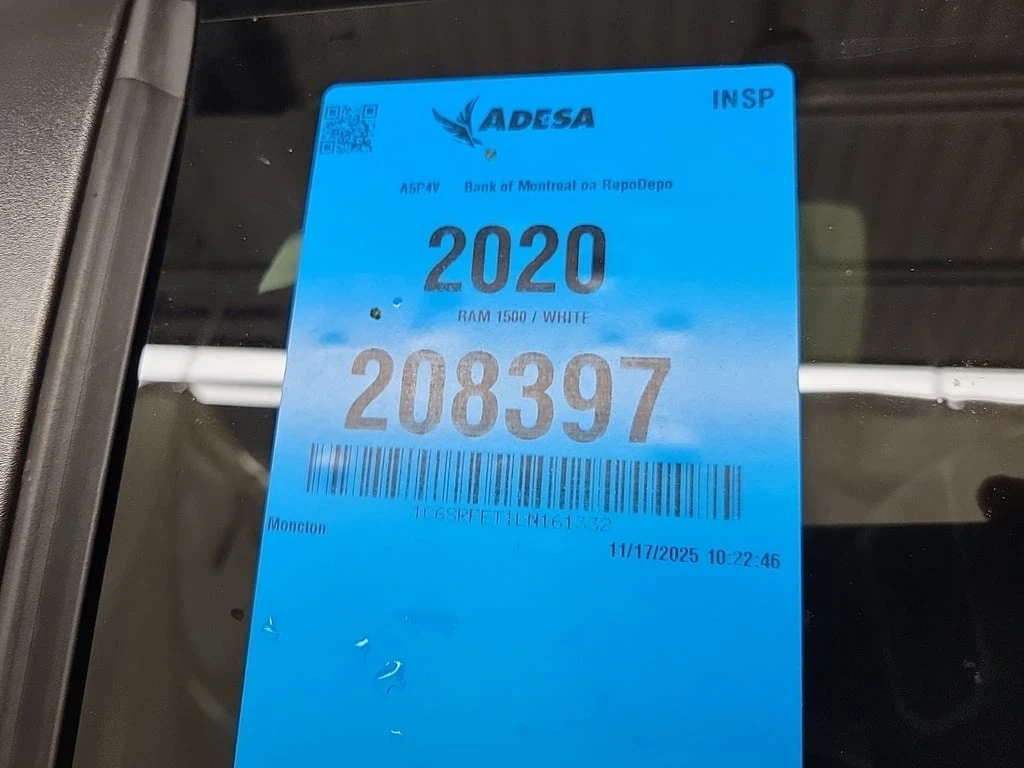 ADESA
INSP
A5P4V Bank of Montreal oa RepoDepo
2020
RAM 1500 / WHITE
208397
1C6SRFET1LN161332
Moncton
11/17/2025 10:22:46